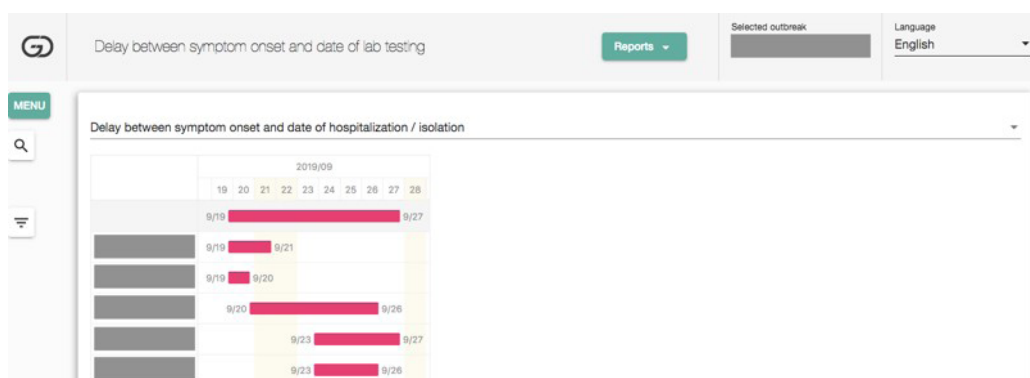 Delay between symptom onset and date of lab testing
Reports
Selected outbreak
Language
English
MENU
Delay between symptom onset and date of hospitalization / isolation
2019/09
19 20 21 22 23 24 25 26 27 28
9/19 9/27
9/19 9/21
9/19 9/20
9/20 9/26
9/23 9/27
9/23 9/26